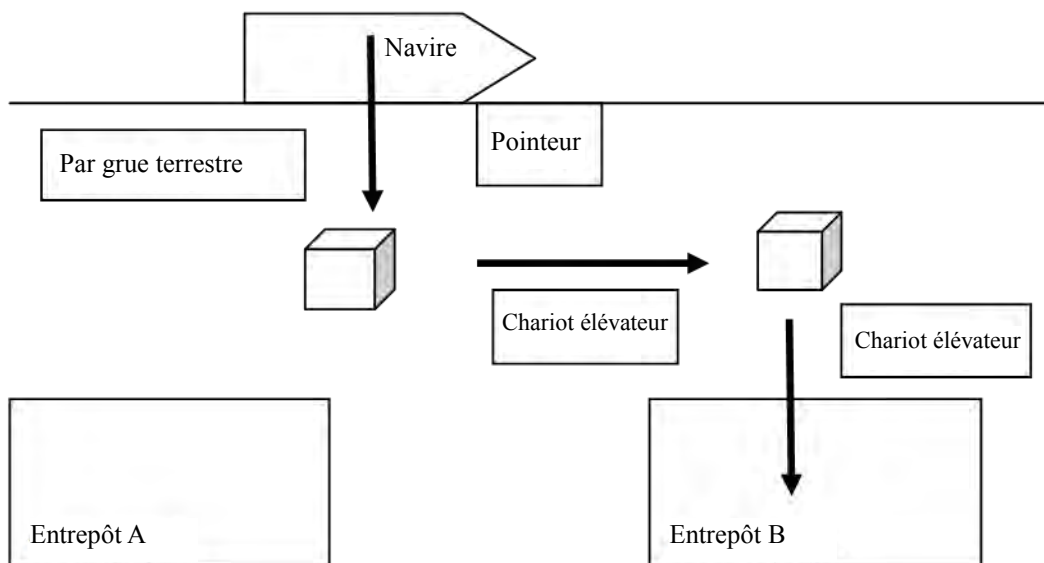 Navire
Pointeur
Par grue terrestre
Chariot élévateur
Chariot élévateur
Entrepôt A
Entrepôt B